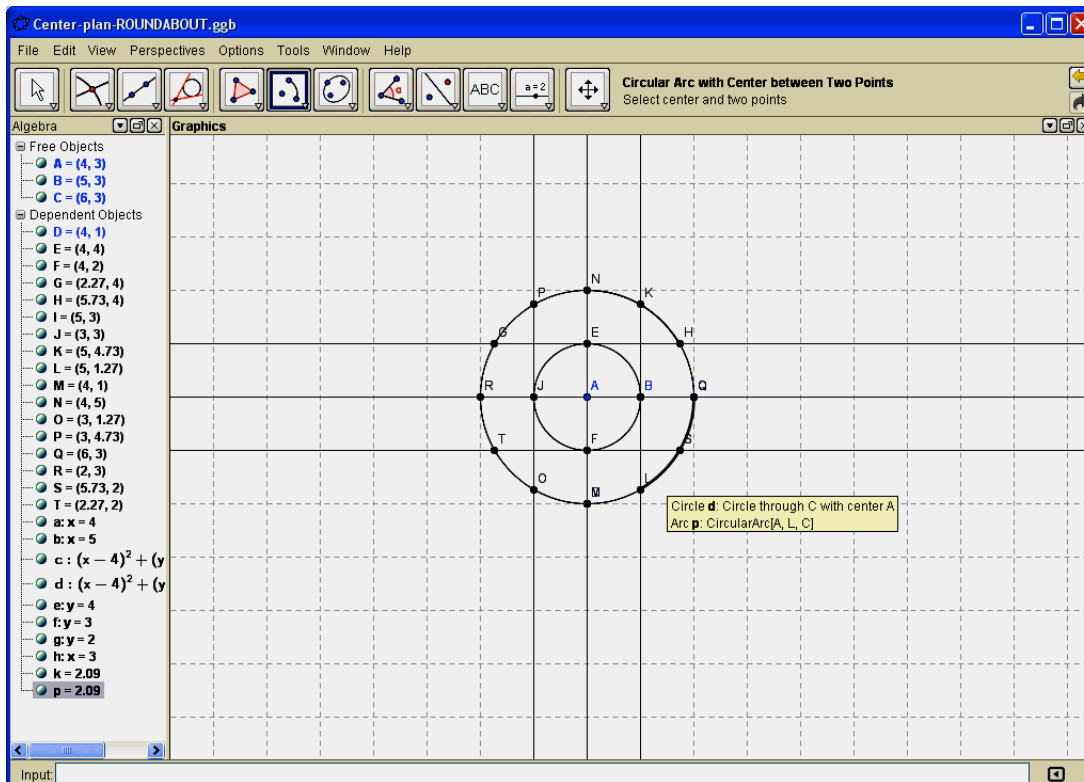 Center-plan-ROUNDABOUT.ggb
File Edit View Perspectives Options Tools Window Help
ABC
a=2
Circular Arc with Center between Two Points
Select center and two points
Algebra
Graphics
Free Objects
A = (4, 3)
B = (5, 3)
C = (6, 3)
Dependent Objects
D = (4, 1)
E = (4, 4)
F = (4, 2)
G = (2.27, 4)
H = (5.73, 4)
I = (5, 3)
J = (3, 3)
K = (5, 4.73)
L = (5, 1.27)
M = (4, 1)
N = (4, 5)
O = (3, 1.27)
P = (3, 4.73)
Q = (6, 3)
R = (2, 3)
S = (5.73, 2)
T = (2.27, 2)
a: x = 4
b: x = 5
c : (x − 4)² + (y
d : (x − 4)² + (y
e: y = 4
f: y = 3
g: y = 2
h: x = 3
k = 2.09
p = 2.09
P N K
G E H
R J A B Q
T F S
O M L
Circle d: Circle through C with center A
Arc p: CircularArc[A, L, C]
Input: